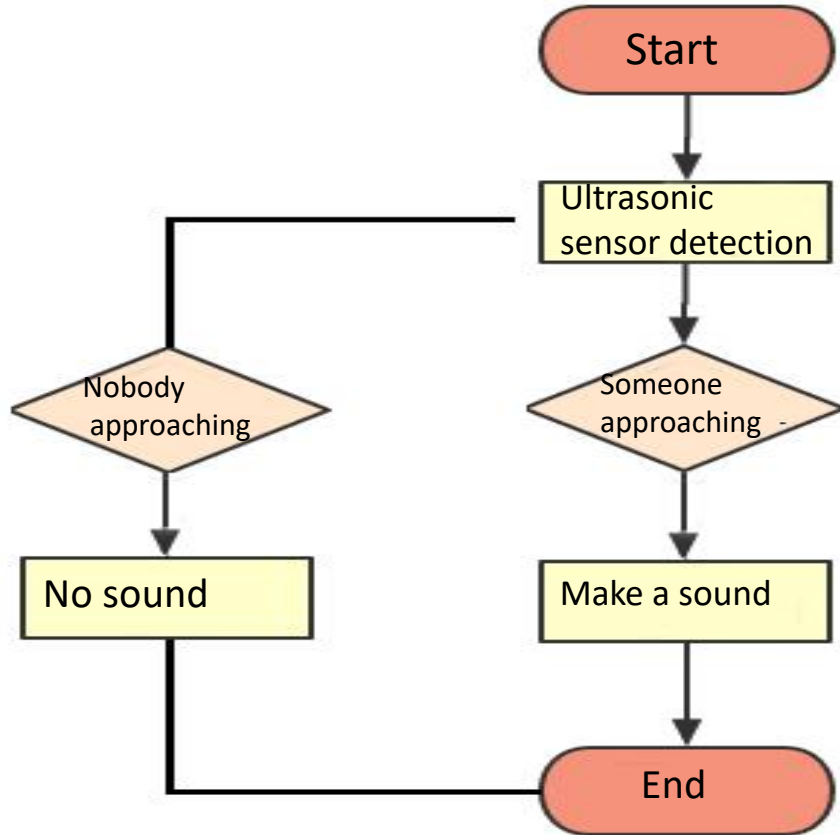 Start
Ultrasonic
sensor detection
Nobody
approaching
Someone
approaching
No sound
Make a sound
End